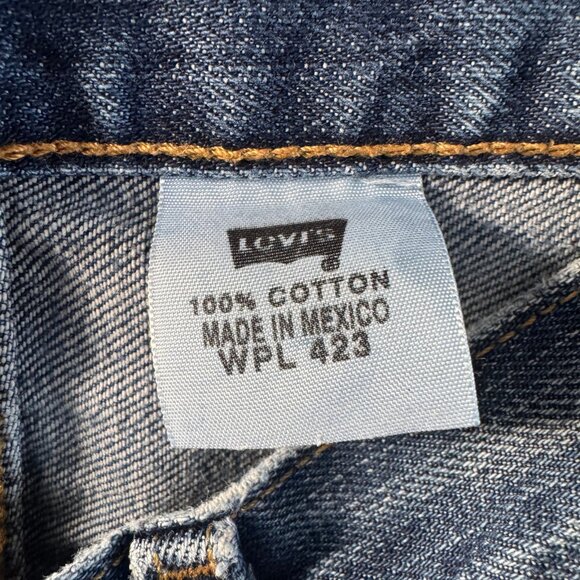 Levi's
100% COTTON
MADE IN MEXICO
WPL 423